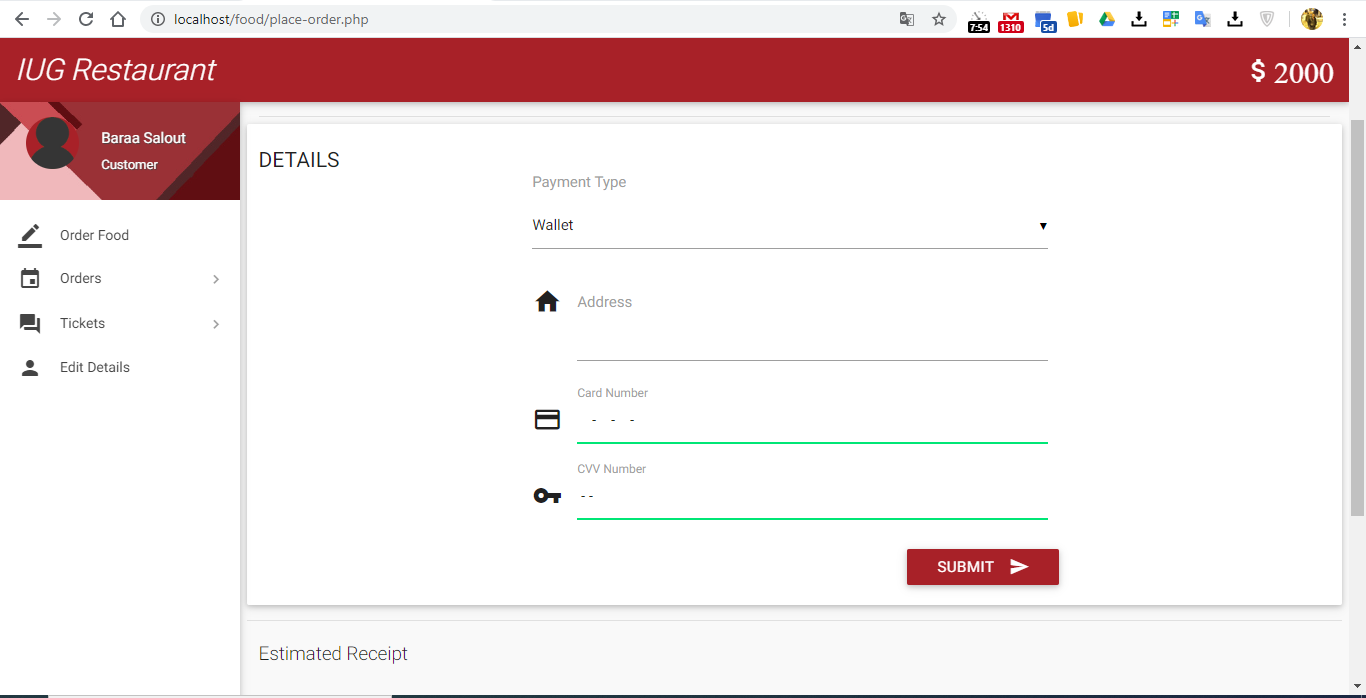 localhost/food/place-order.php
7:54
1310
5d
IUG Restaurant
$ 2000
Baraa Salout
Customer
Order Food
Orders
Tickets
Edit Details
DETAILS
Payment Type
Wallet
Address
Card Number
- - -
CVV Number
--
SUBMIT
Estimated Receipt